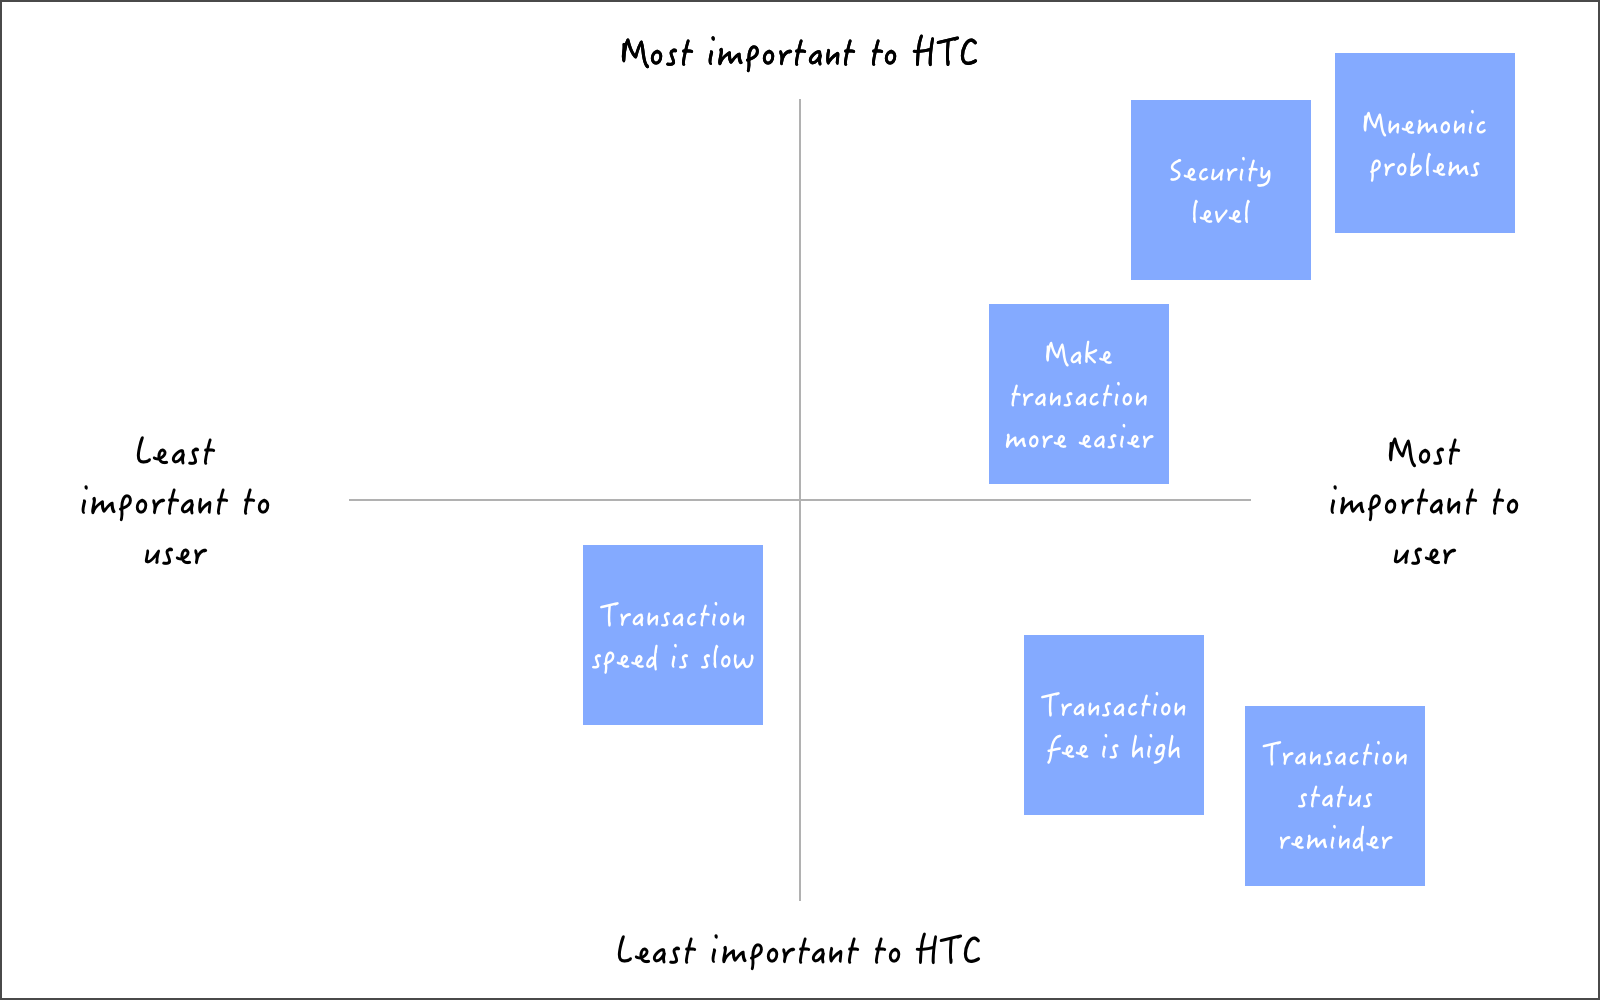 Most important to HTC
Mnemonic
problems
Security
level
Make
transaction
more easier
Least
important to
user
Most
important to
user
Transaction
speed is slow
Transaction
fee is high
Transaction
status
reminder
Least important to HTC